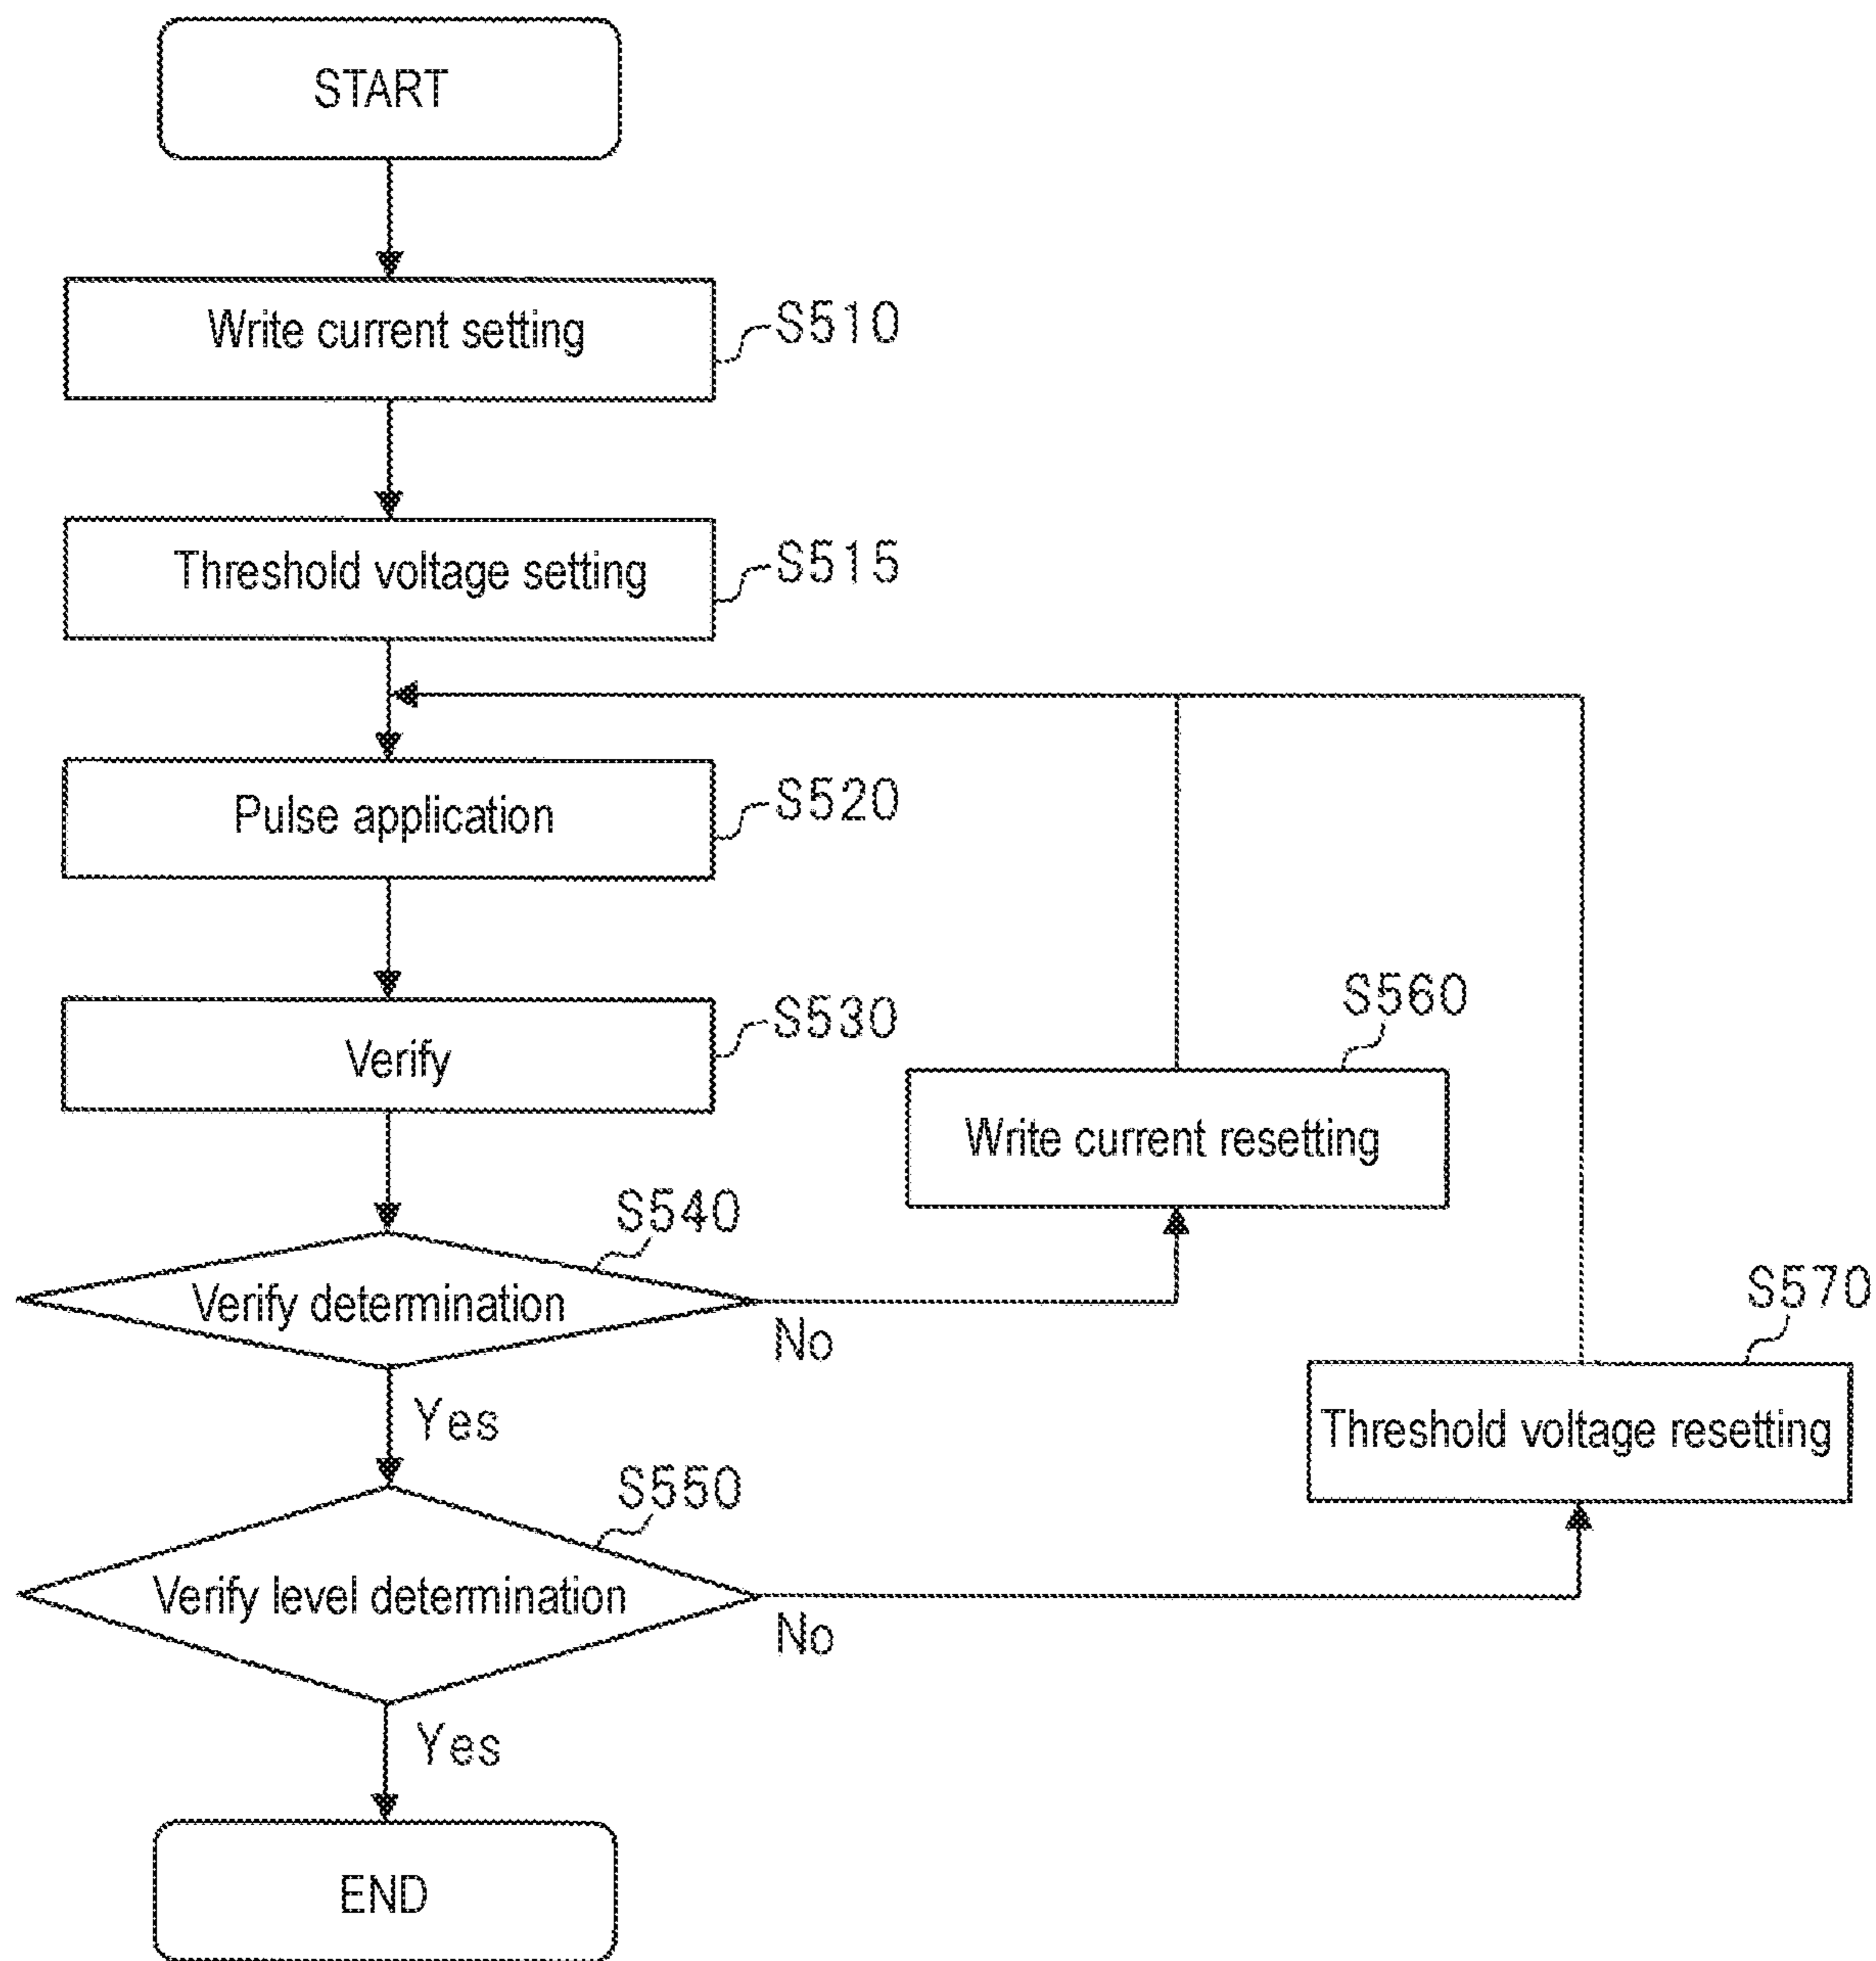 START
Write current setting
S510
Threshold voltage setting
S515
Pulse application
S520
Verify
S530
S560
Write current resetting
S540
Verify determination
No
S570
Threshold voltage resetting
Yes
S550
Verify level determination
No
Yes
END